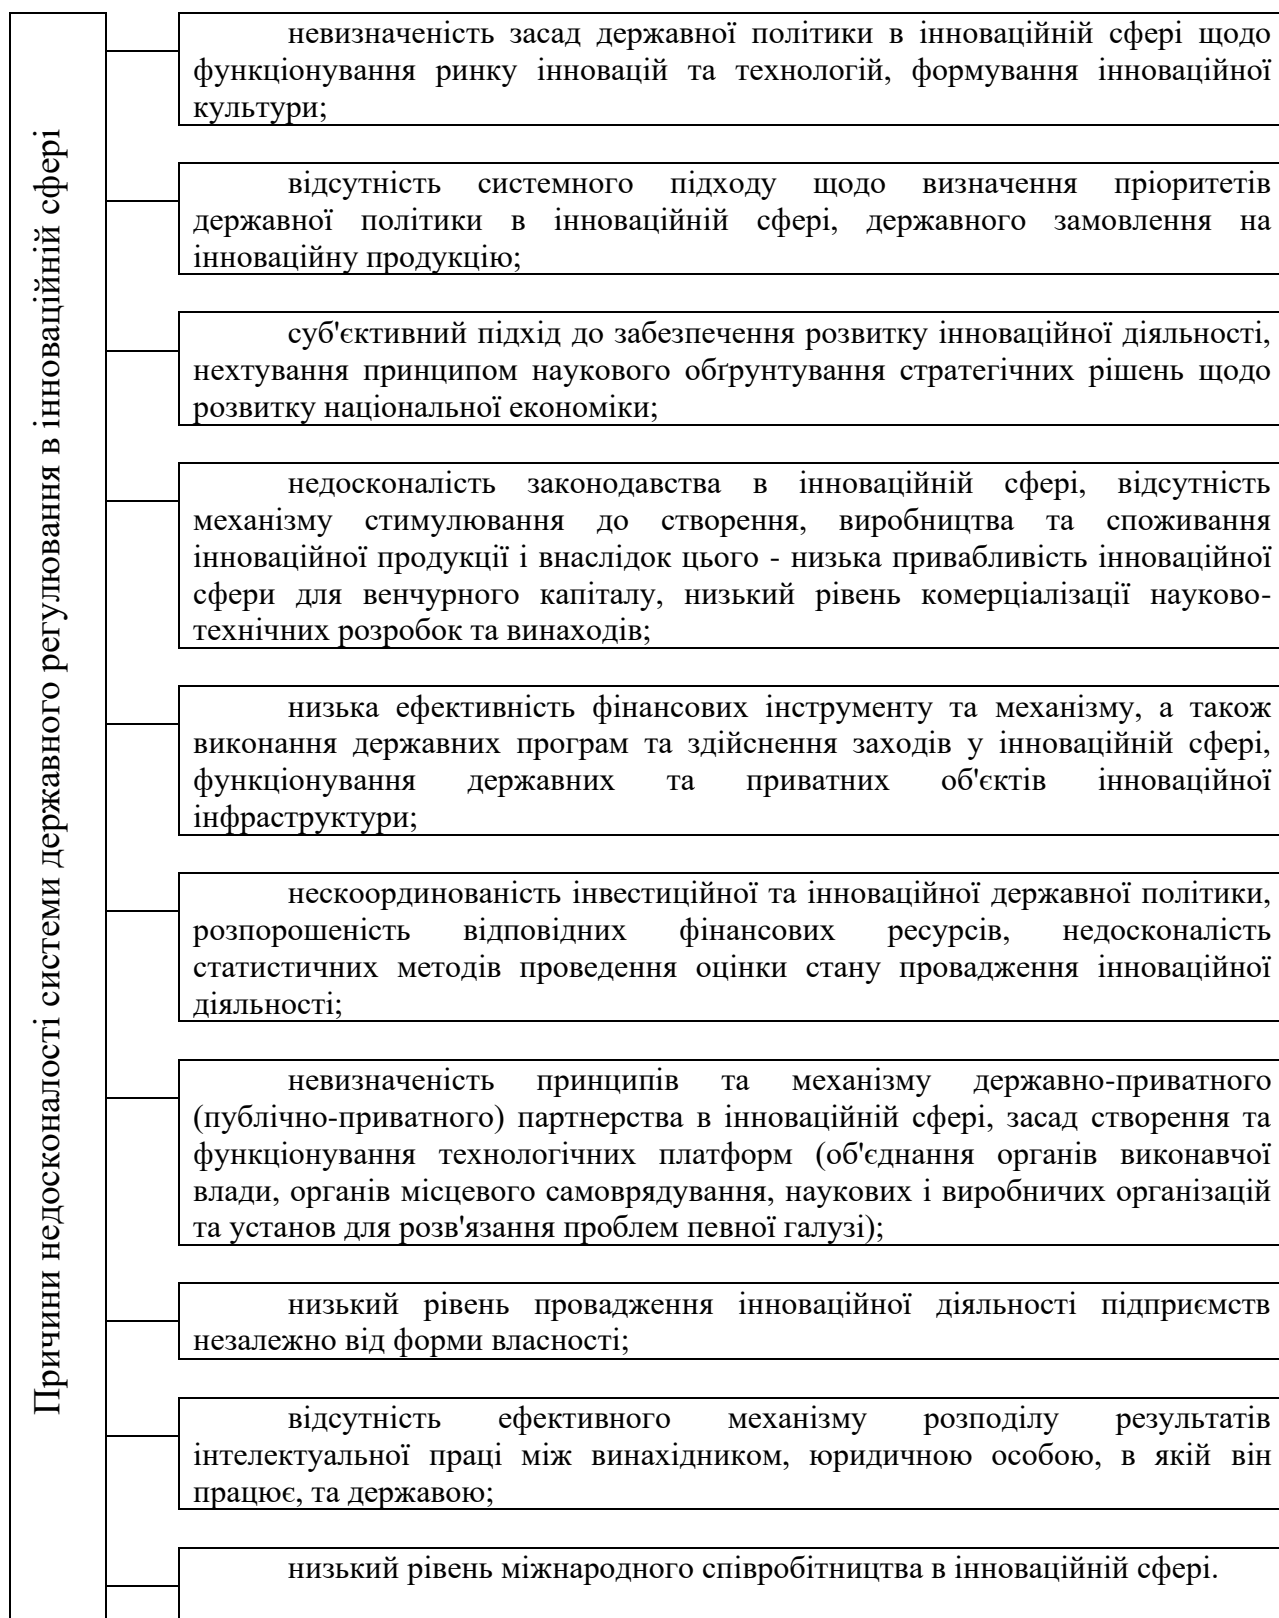 Причини недосконалості системи державного регулювання в інноваційній сфері
невизначеність засад державної політики в інноваційній сфері щодо
функціонування ринку інновацій та технологій, формування інноваційної
культури;
відсутність системного підходу щодо визначення пріоритетів
державної політики в інноваційній сфері, державного замовлення на
інноваційну продукцію;
суб'єктивний підхід до забезпечення розвитку інноваційної діяльності,
нехтування принципом наукового обґрунтування стратегічних рішень щодо
розвитку національної економіки;
недосконалість законодавства в інноваційній сфері, відсутність
механізму стимулювання до створення, виробництва та споживання
інноваційної продукції і внаслідок цього - низька привабливість інноваційної
сфери для венчурного капіталу, низький рівень комерціалізації науково-
технічних розробок та винаходів;
низька ефективність фінансових інструменту та механізму, а також
виконання державних програм та здійснення заходів у інноваційній сфері,
функціонування державних та приватних об'єктів інноваційної
інфраструктури;
нескоординованість інвестиційної та інноваційної державної політики,
розпорошеність відповідних фінансових ресурсів, недосконалість
статистичних методів проведення оцінки стану провадження інноваційної
діяльності;
невизначеність принципів та механізму державно-приватного
(публічно-приватного) партнерства в інноваційній сфері, засад створення та
функціонування технологічних платформ (об'єднання органів виконавчої
влади, органів місцевого самоврядування, наукових і виробничих організацій
та установ для розв'язання проблем певної галузі);
низький рівень провадження інноваційної діяльності підприємств
незалежно від форми власності;
відсутність ефективного механізму розподілу результатів
інтелектуальної праці між винахідником, юридичною особою, в якій він
працює, та державою;
низький рівень міжнародного співробітництва в інноваційній сфері.